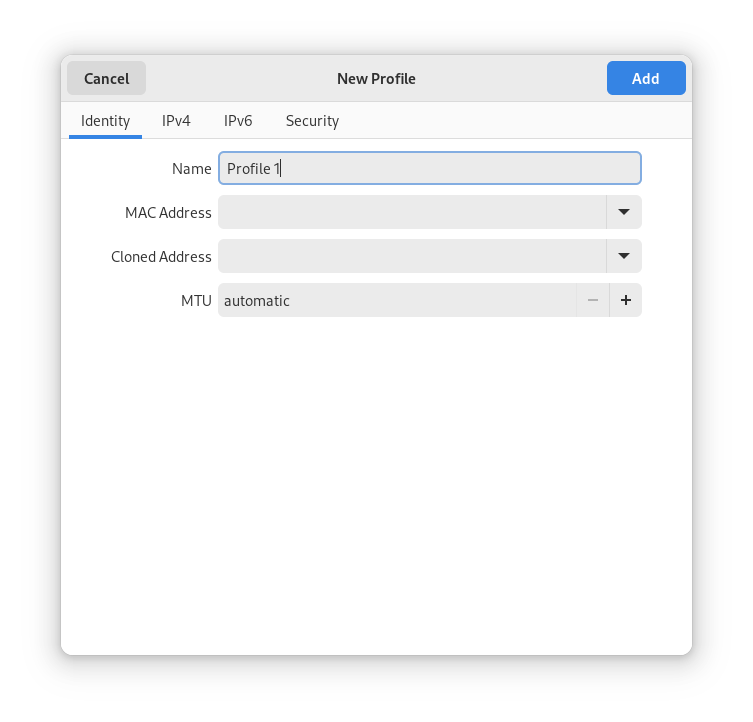 Cancel New Profile Add
Identity IPv4 IPv6 Security
Name Profile 1
MAC Address
Cloned Address
MTU automatic